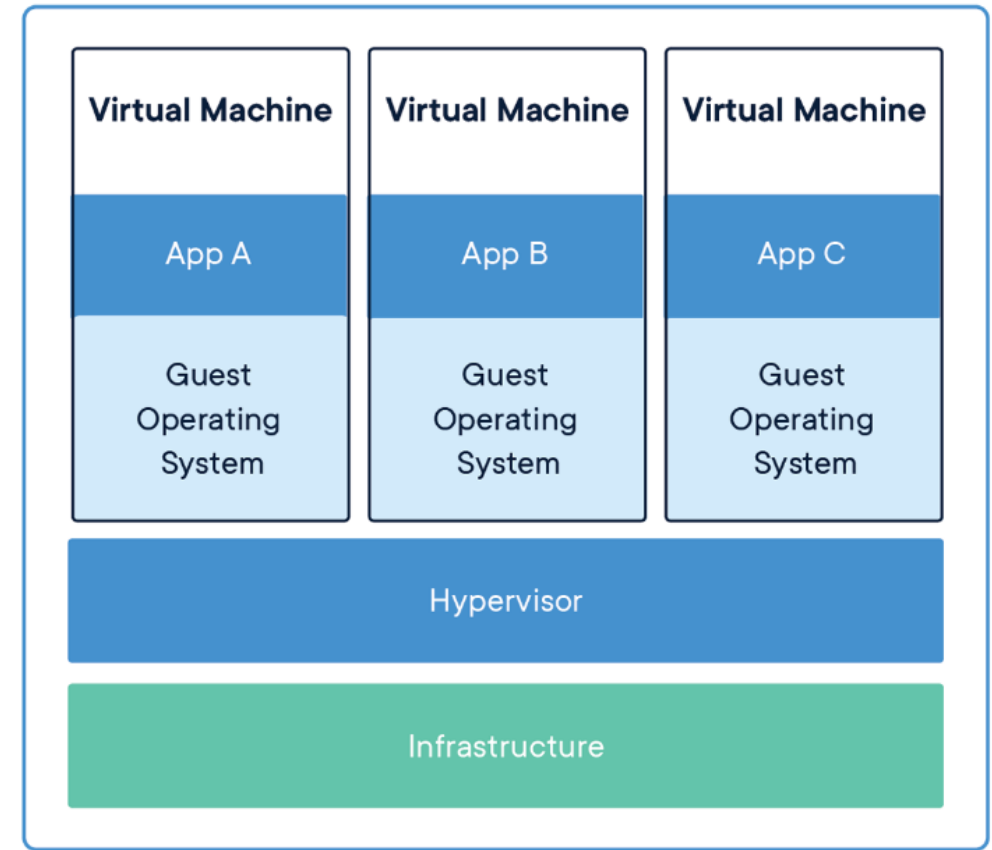 Virtual Machine
Virtual Machine
Virtual Machine
App A
App B
App C
Guest
Operating
System
Guest
Operating
System
Guest
Operating
System
Hypervisor
Infrastructure